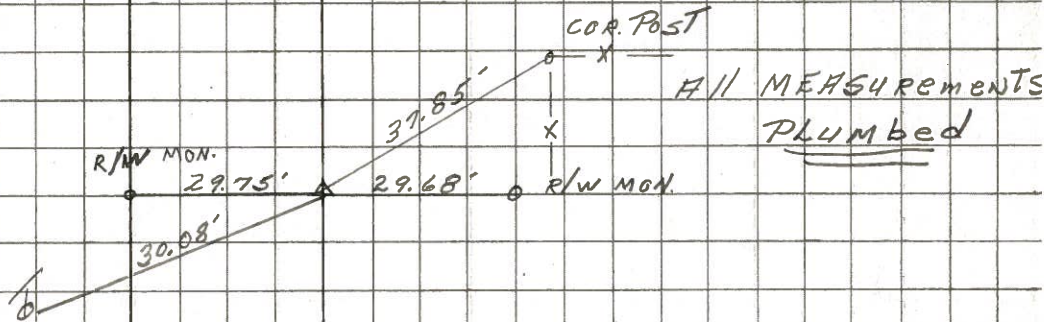 COR. POST
All MEASUREMENTS
PLUMBED
37.85'
R/W MON.
29.75'
29.68'
R/W MON.
30.08'